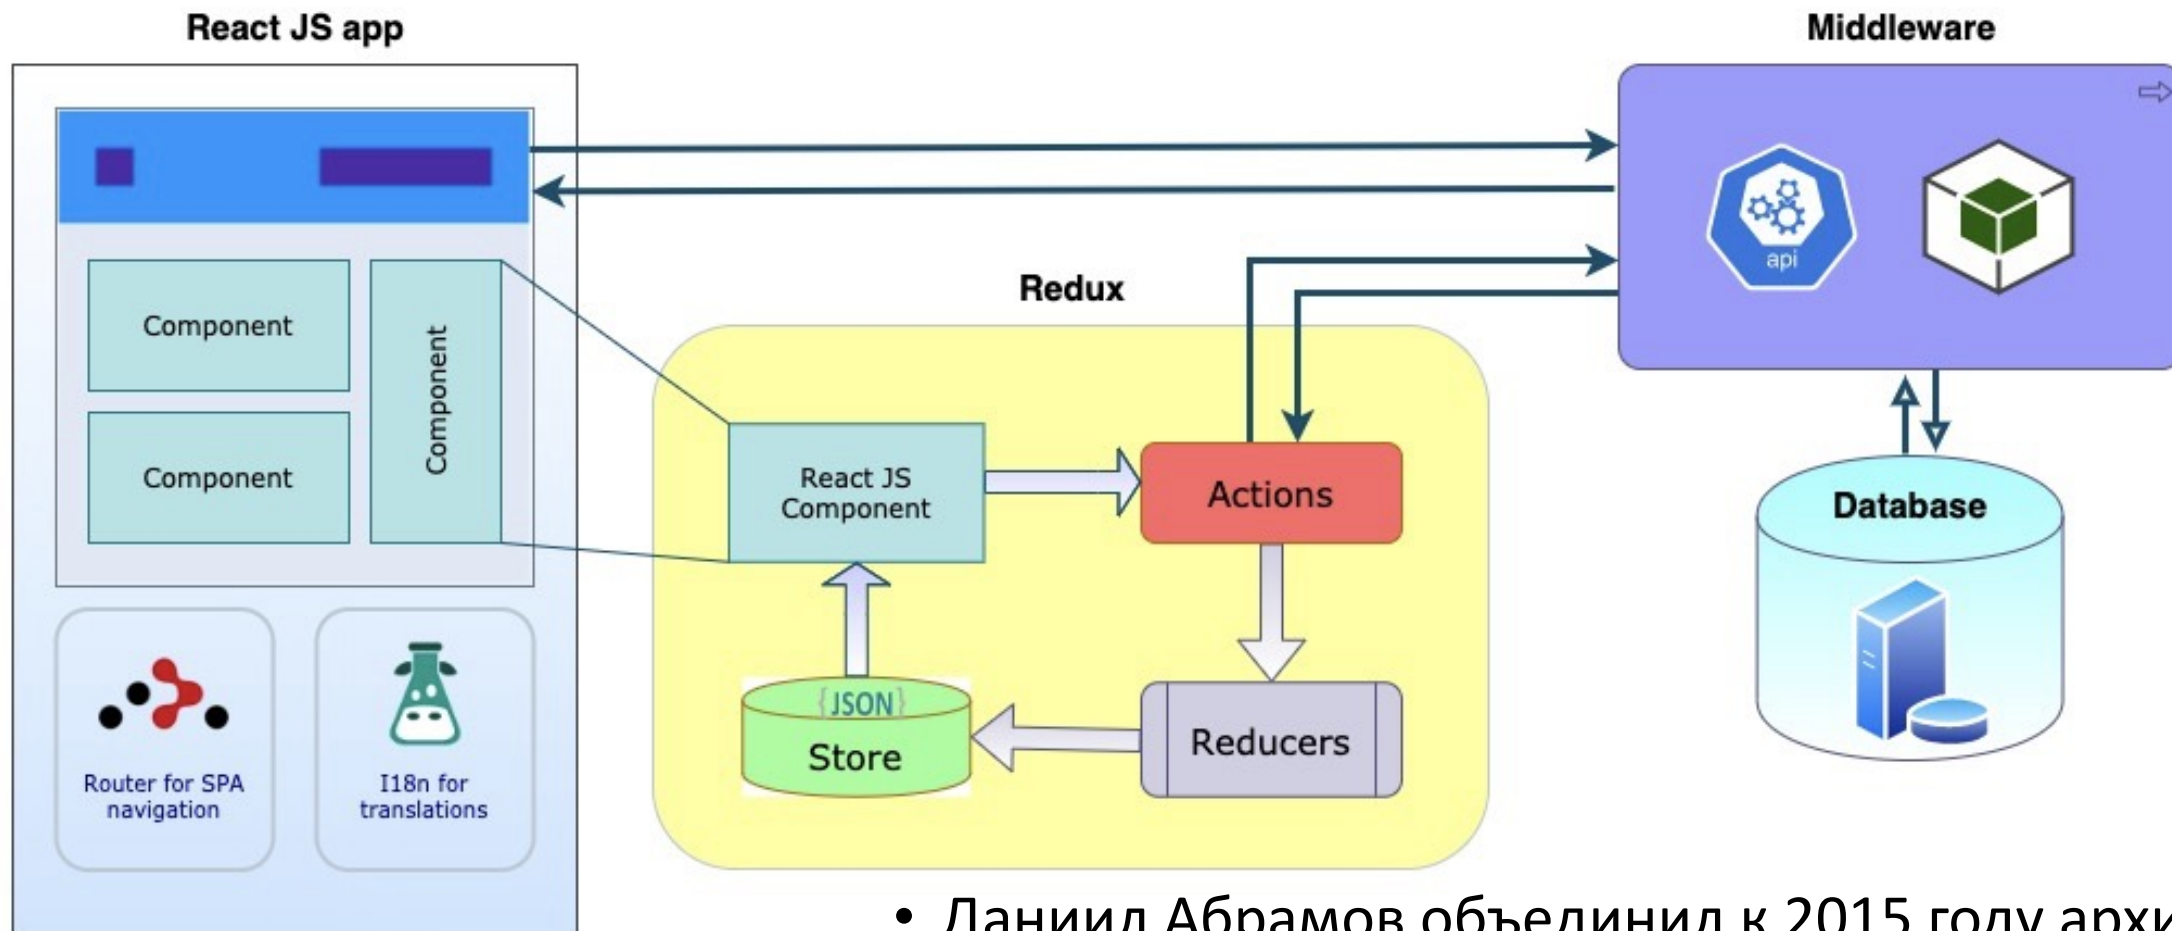 React JS app
Middleware
api
Redux
Component
Component
Component
React JS
Component
Actions
Database
{JSON}
Store
Reducers
Router for SPA
navigation
I18n for
translations
• Даниил Абрамов объединил к 2015 году архи